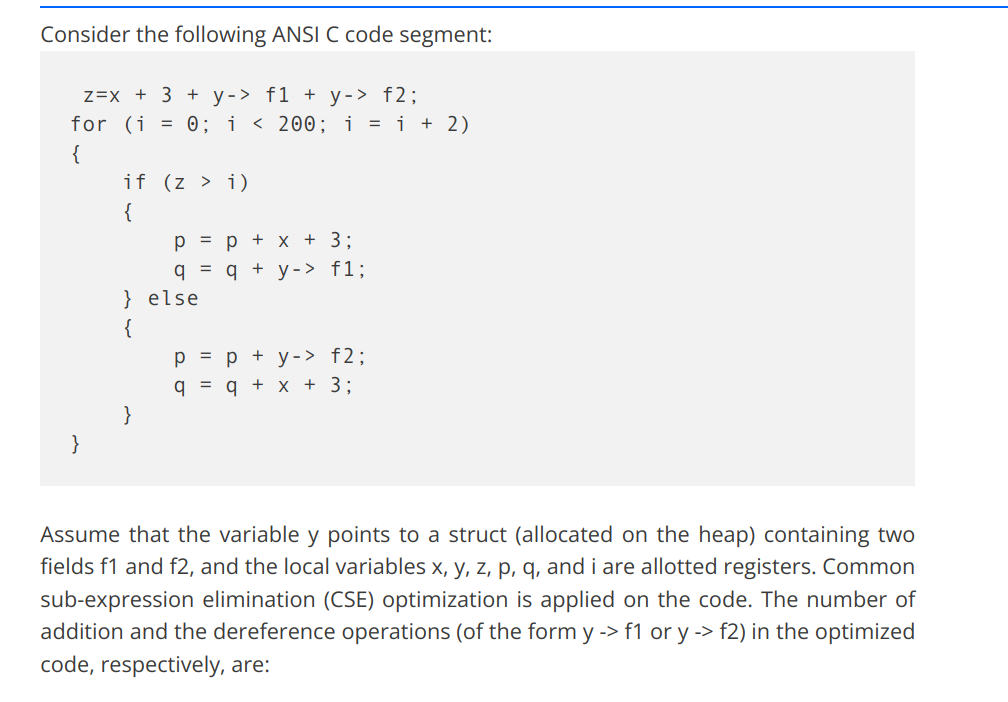 Consider the following ANSI C code segment:
z=x + 3 + y-> f1 + y-> f2;
for (i = 0; i < 200; i = i + 2)
{
if (z > i)
{
p = p + x + 3;
q = q + y-> f1;
} else
{
p = p + y-> f2;
q = q + x + 3;
}
}
Assume that the variable y points to a struct (allocated on the heap) containing two
fields f1 and f2, and the local variables x, y, z, p, q, and i are allotted registers. Common
sub-expression elimination (CSE) optimization is applied on the code. The number of
addition and the dereference operations (of the form y -> f1 or y -> f2) in the optimized
code, respectively, are: